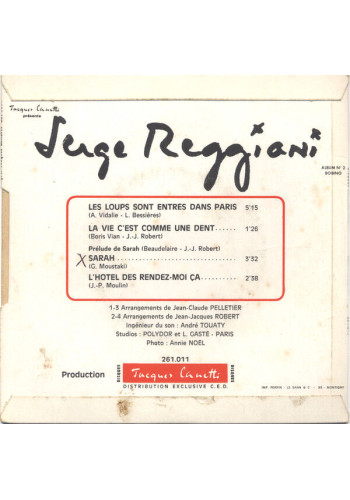 Jacques Canetti
présente
Serge Reggiani
ALBUM N° 2
BOBINO
LES LOUPS SONT ENTRES DANS PARIS 5'15
(A. Vidalie - L. Bessières)
LA VIE C'EST COMME UNE DENT 1'26
(Boris Vian - J.-J. Robert)
Prélude de Sarah (Beaudelaire - J.-J. Robert)
X SARAH 3'32
(G. Moustaki)
L'HOTEL DES RENDEZ-MOI ÇA 2'38
(J.-P. Moulin)
1-3 Arrangements de Jean-Claude PELLETIER
2-4 Arrangements de Jean-Jacques ROBERT
Ingénieur du son : André TOUATY
Studios : POLYDOR et L. GASTÉ - PARIS
Photo : Annie NOËL
261.011
Production DISQUES Jacques Canetti
DISTRIBUTION EXCLUSIVE C.E.D.